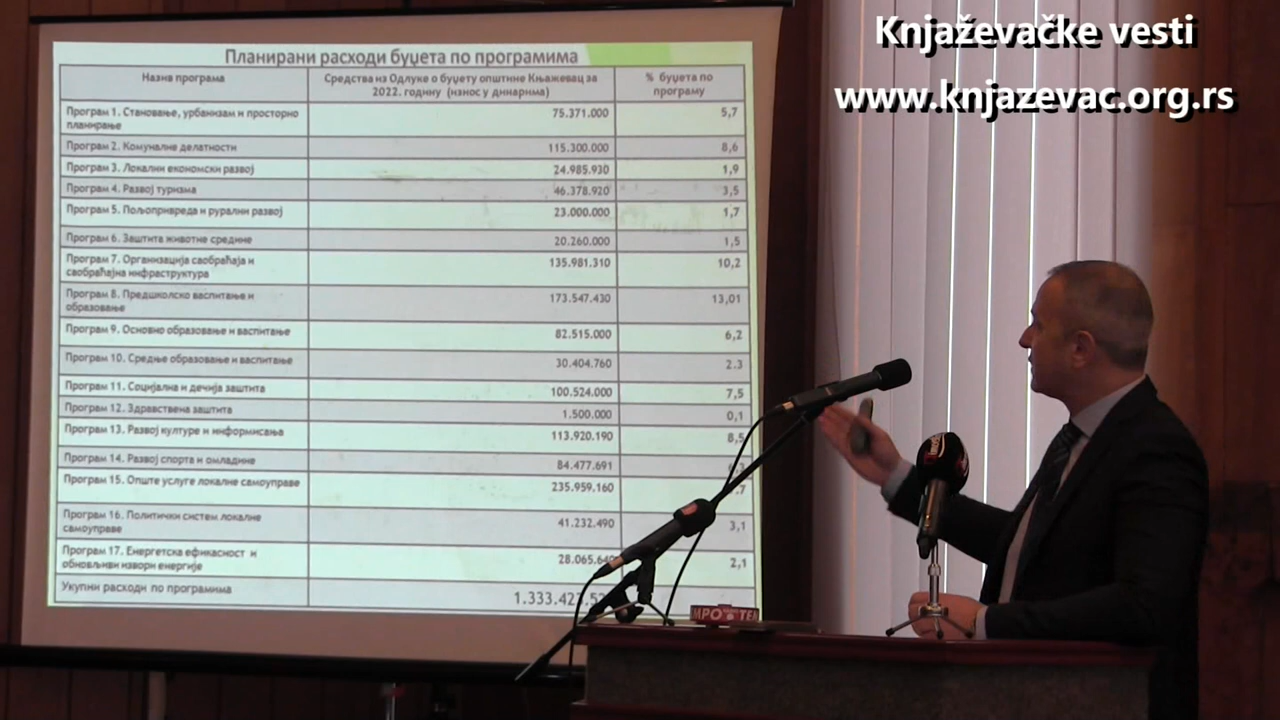 Knjaževačke vesti
www.knjazevac.org.rs
Планирани расходи буџета по програмима
Назив програма
Средства из Одлуке о буџету општине Књажевац за
2022. годину (износ у динарима)
% буџета по
програму
Програм 1. Становање, урбанизам и просторно
планирање
75.371.000
5,7
Програм 2. Комуналне делатности
115.300.000
8,6
Програм 3. Локални економски развој
24.985.930
1,9
Програм 4. Развој туризма
46.378.920
3,5
Програм 5. Пољопривреда и рурални развој
23.000.000
1,7
Програм 6. Заштита животне средине
20.260.000
1,5
Програм 7. Организација саобраћаја и
саобраћајна инфраструктура
135.981.310
10,2
Програм 8. Предшколско васпитање и
образовање
173.547.430
13,01
Програм 9. Основно образовање и васпитање
82.515.000
6,2
Програм 10. Средње образовање и васпитање
30.404.760
2.3
Програм 11. Социјална и дечија заштита
100.524.000
7,5
Програм 12. Здравствена заштита
1.500.000
0,1
Програм 13. Развој културе и информисања
113.920.190
8,5
Програм 14. Развој спорта и омладине
84.477.691
Програм 15. Опште услуге локалне самоуправе
235.959.160
Програм 16. Политички систем локалне
самоуправе
41.232.490
3,1
Програм 17. Енергетска ефикасност и
обновљиви извори енергије
2,1
Укупни расходи по програмима